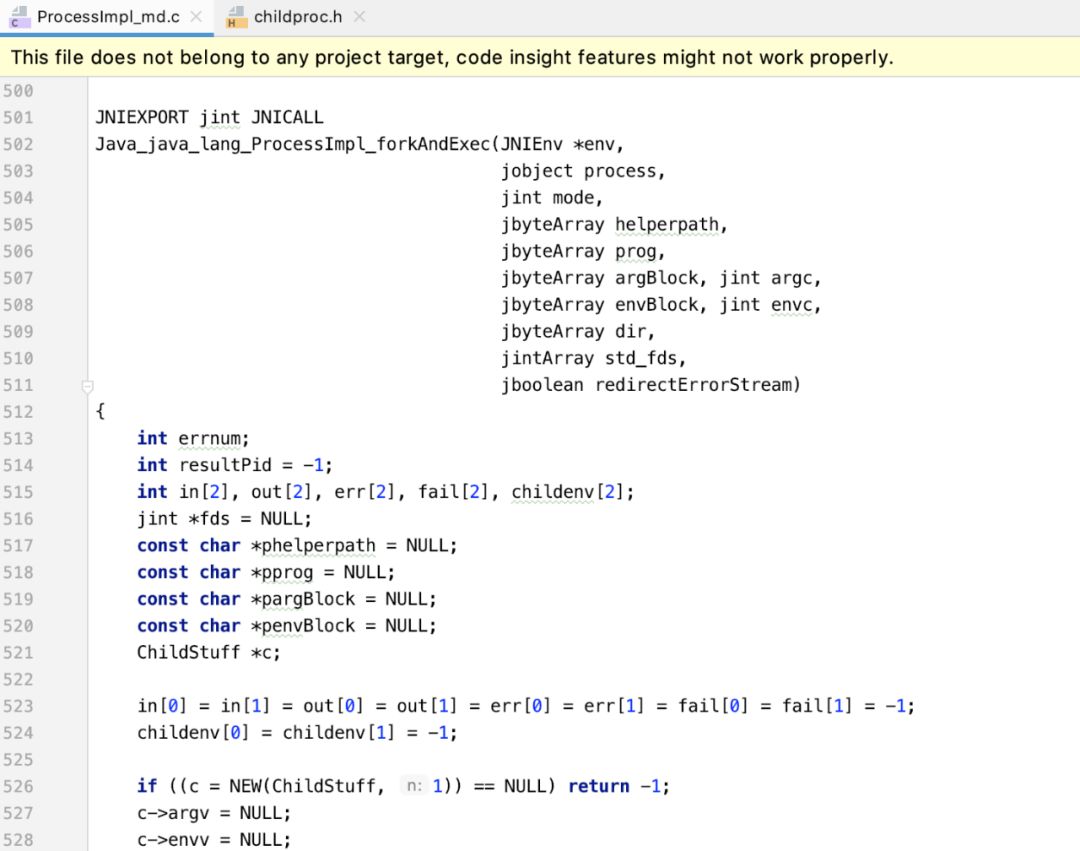 ProcessImpl_md.c childproc.h
This file does not belong to any project target, code insight features might not work properly.
500
501 JNIEXPORT jint JNICALL
502 Java_java_lang_ProcessImpl_forkAndExec(JNIEnv *env,
503 jobject process,
504 jint mode,
505 jbyteArray helperpath,
506 jbyteArray prog,
507 jbyteArray argBlock, jint argc,
508 jbyteArray envBlock, jint envc,
509 jbyteArray dir,
510 jintArray std_fds,
511 jboolean redirectErrorStream)
512 {
513 int errnum;
514 int resultPid = -1;
515 int in[2], out[2], err[2], fail[2], childenv[2];
516 jint *fds = NULL;
517 const char *phelperpath = NULL;
518 const char *pprog = NULL;
519 const char *pargBlock = NULL;
520 const char *penvBlock = NULL;
521 ChildStuff *c;
522
523 in[0] = in[1] = out[0] = out[1] = err[0] = err[1] = fail[0] = fail[1] = -1;
524 childenv[0] = childenv[1] = -1;
525
526 if ((c = NEW(ChildStuff, n: 1)) == NULL) return -1;
527 c->argv = NULL;
528 c->envv = NULL;